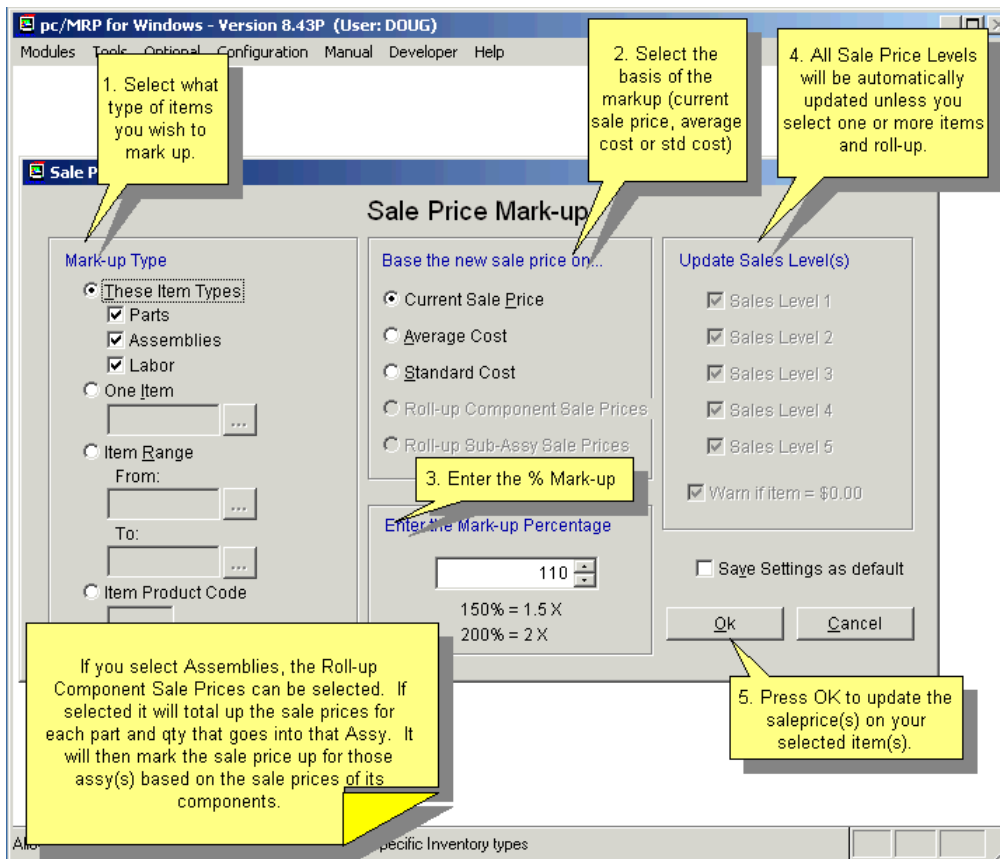 pc/MRP for Windows - Version 8.43P (User: DOUG)
Modules Tools Optional Configuration Manual Developer Help
1. Select what
type of items
you wish to
mark up.
2. Select the
basis of the
markup (current
sale price, average
cost or std cost)
4. All Sale Price Levels
will be automatically
updated unless you
select one or more items
and roll-up.
Sale P
Sale Price Mark-up
Mark-up Type
These Item Types
Parts
Assemblies
Labor
One Item
...
Item Range
From:
...
To:
...
Item Product Code
Base the new sale price on...
Current Sale Price
Average Cost
Standard Cost
Roll-up Component Sale Prices
Roll-up Sub-Assy Sale Prices
3. Enter the % Mark-up
Enter the Mark-up Percentage
110
150% = 1.5 X
200% = 2 X
Update Sales Level(s)
Sales Level 1
Sales Level 2
Sales Level 3
Sales Level 4
Sales Level 5
Warn if item = $0.00
Save Settings as default
Ok Cancel
If you select Assemblies, the Roll-up
Component Sale Prices can be selected. If
selected it will total up the sale prices for
each part and qty that goes into that Assy. It
will then mark the sale price up for those
assy(s) based on the sale prices of its
components.
5. Press OK to update the
saleprice(s) on your
selected item(s).
Inventory types